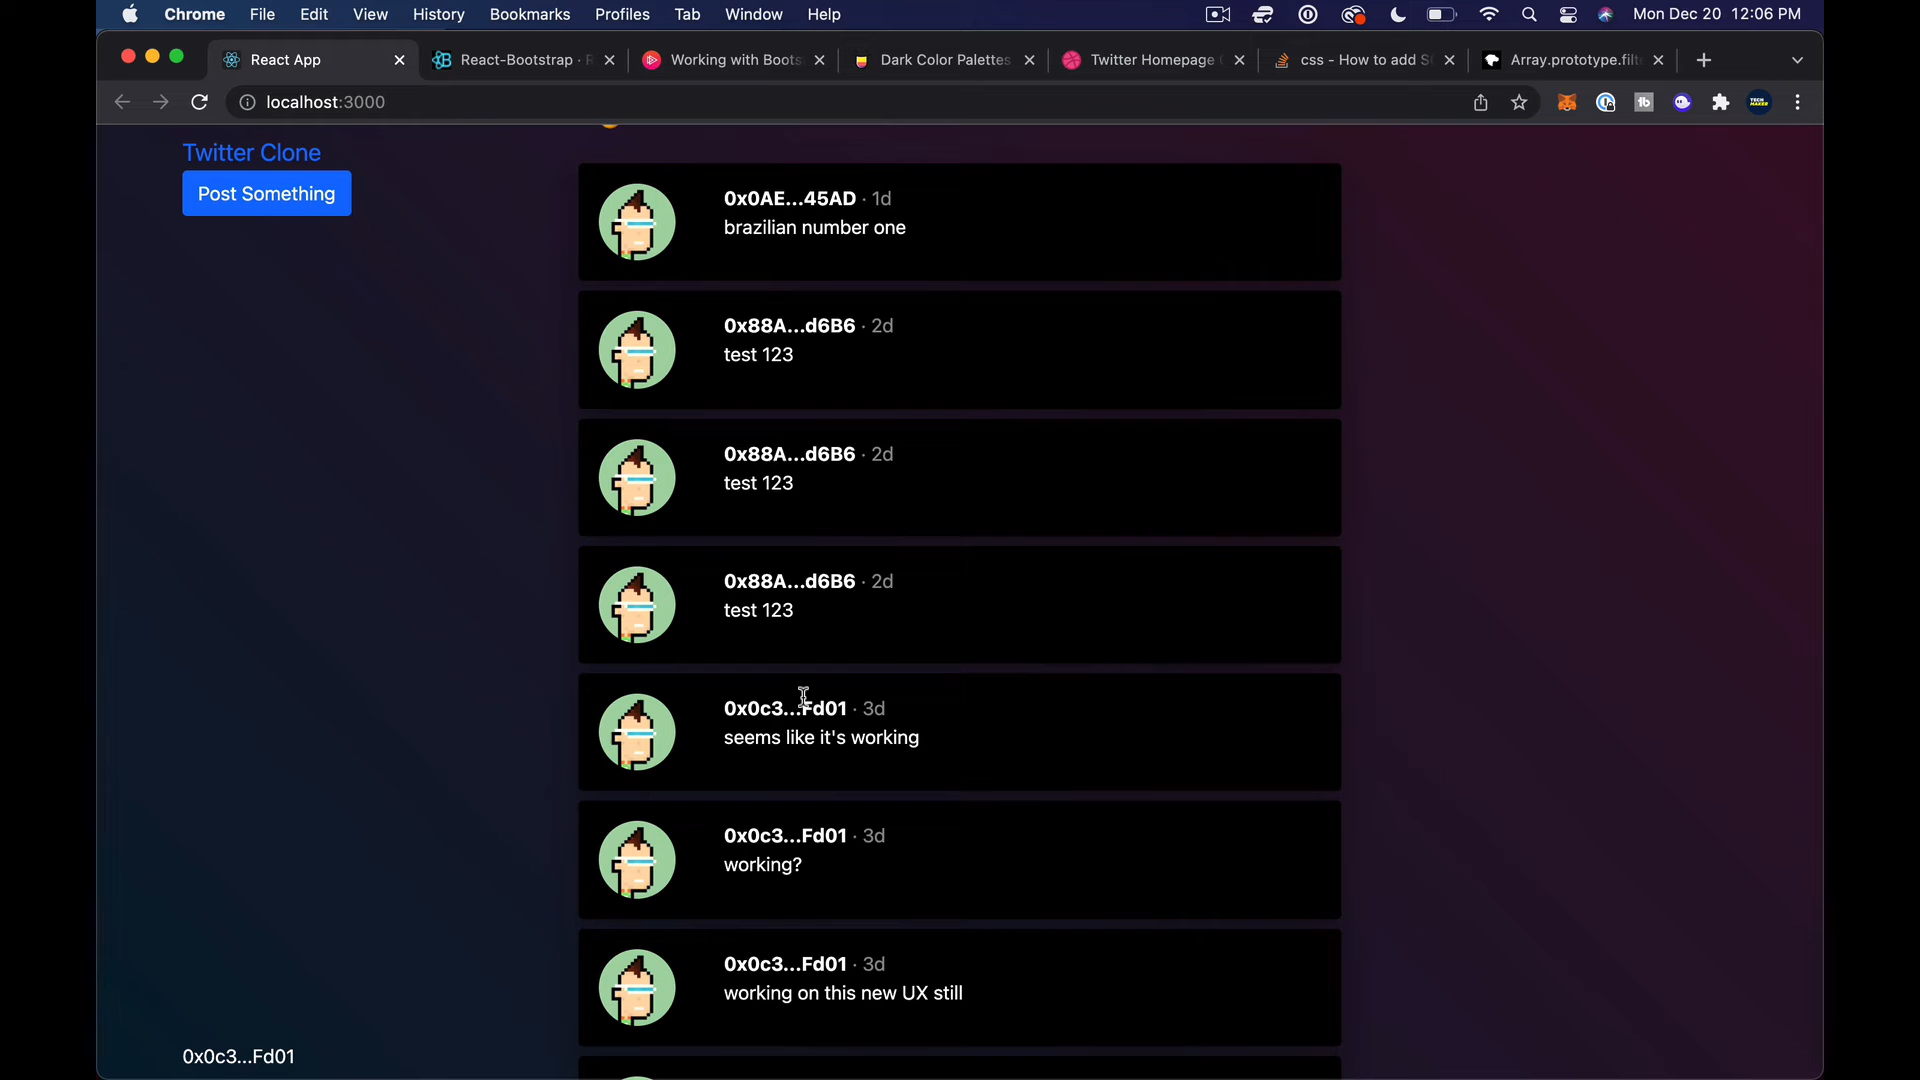 Chrome File Edit View History Bookmarks Profiles Tab Window Help Mon Dec 20 12:06 PM
React App React-Bootstrap · R Working with Boots Dark Color Palettes Twitter Homepage css - How to add S Array.prototype.filt
localhost:3000
Twitter Clone
Post Something
0x0AE...45AD · 1d
brazilian number one
0x88A...d6B6 · 2d
test 123
0x88A...d6B6 · 2d
test 123
0x88A...d6B6 · 2d
test 123
0x0c3...Fd01 · 3d
seems like it's working
0x0c3...Fd01 · 3d
working?
0x0c3...Fd01 · 3d
working on this new UX still
0x0c3...Fd01